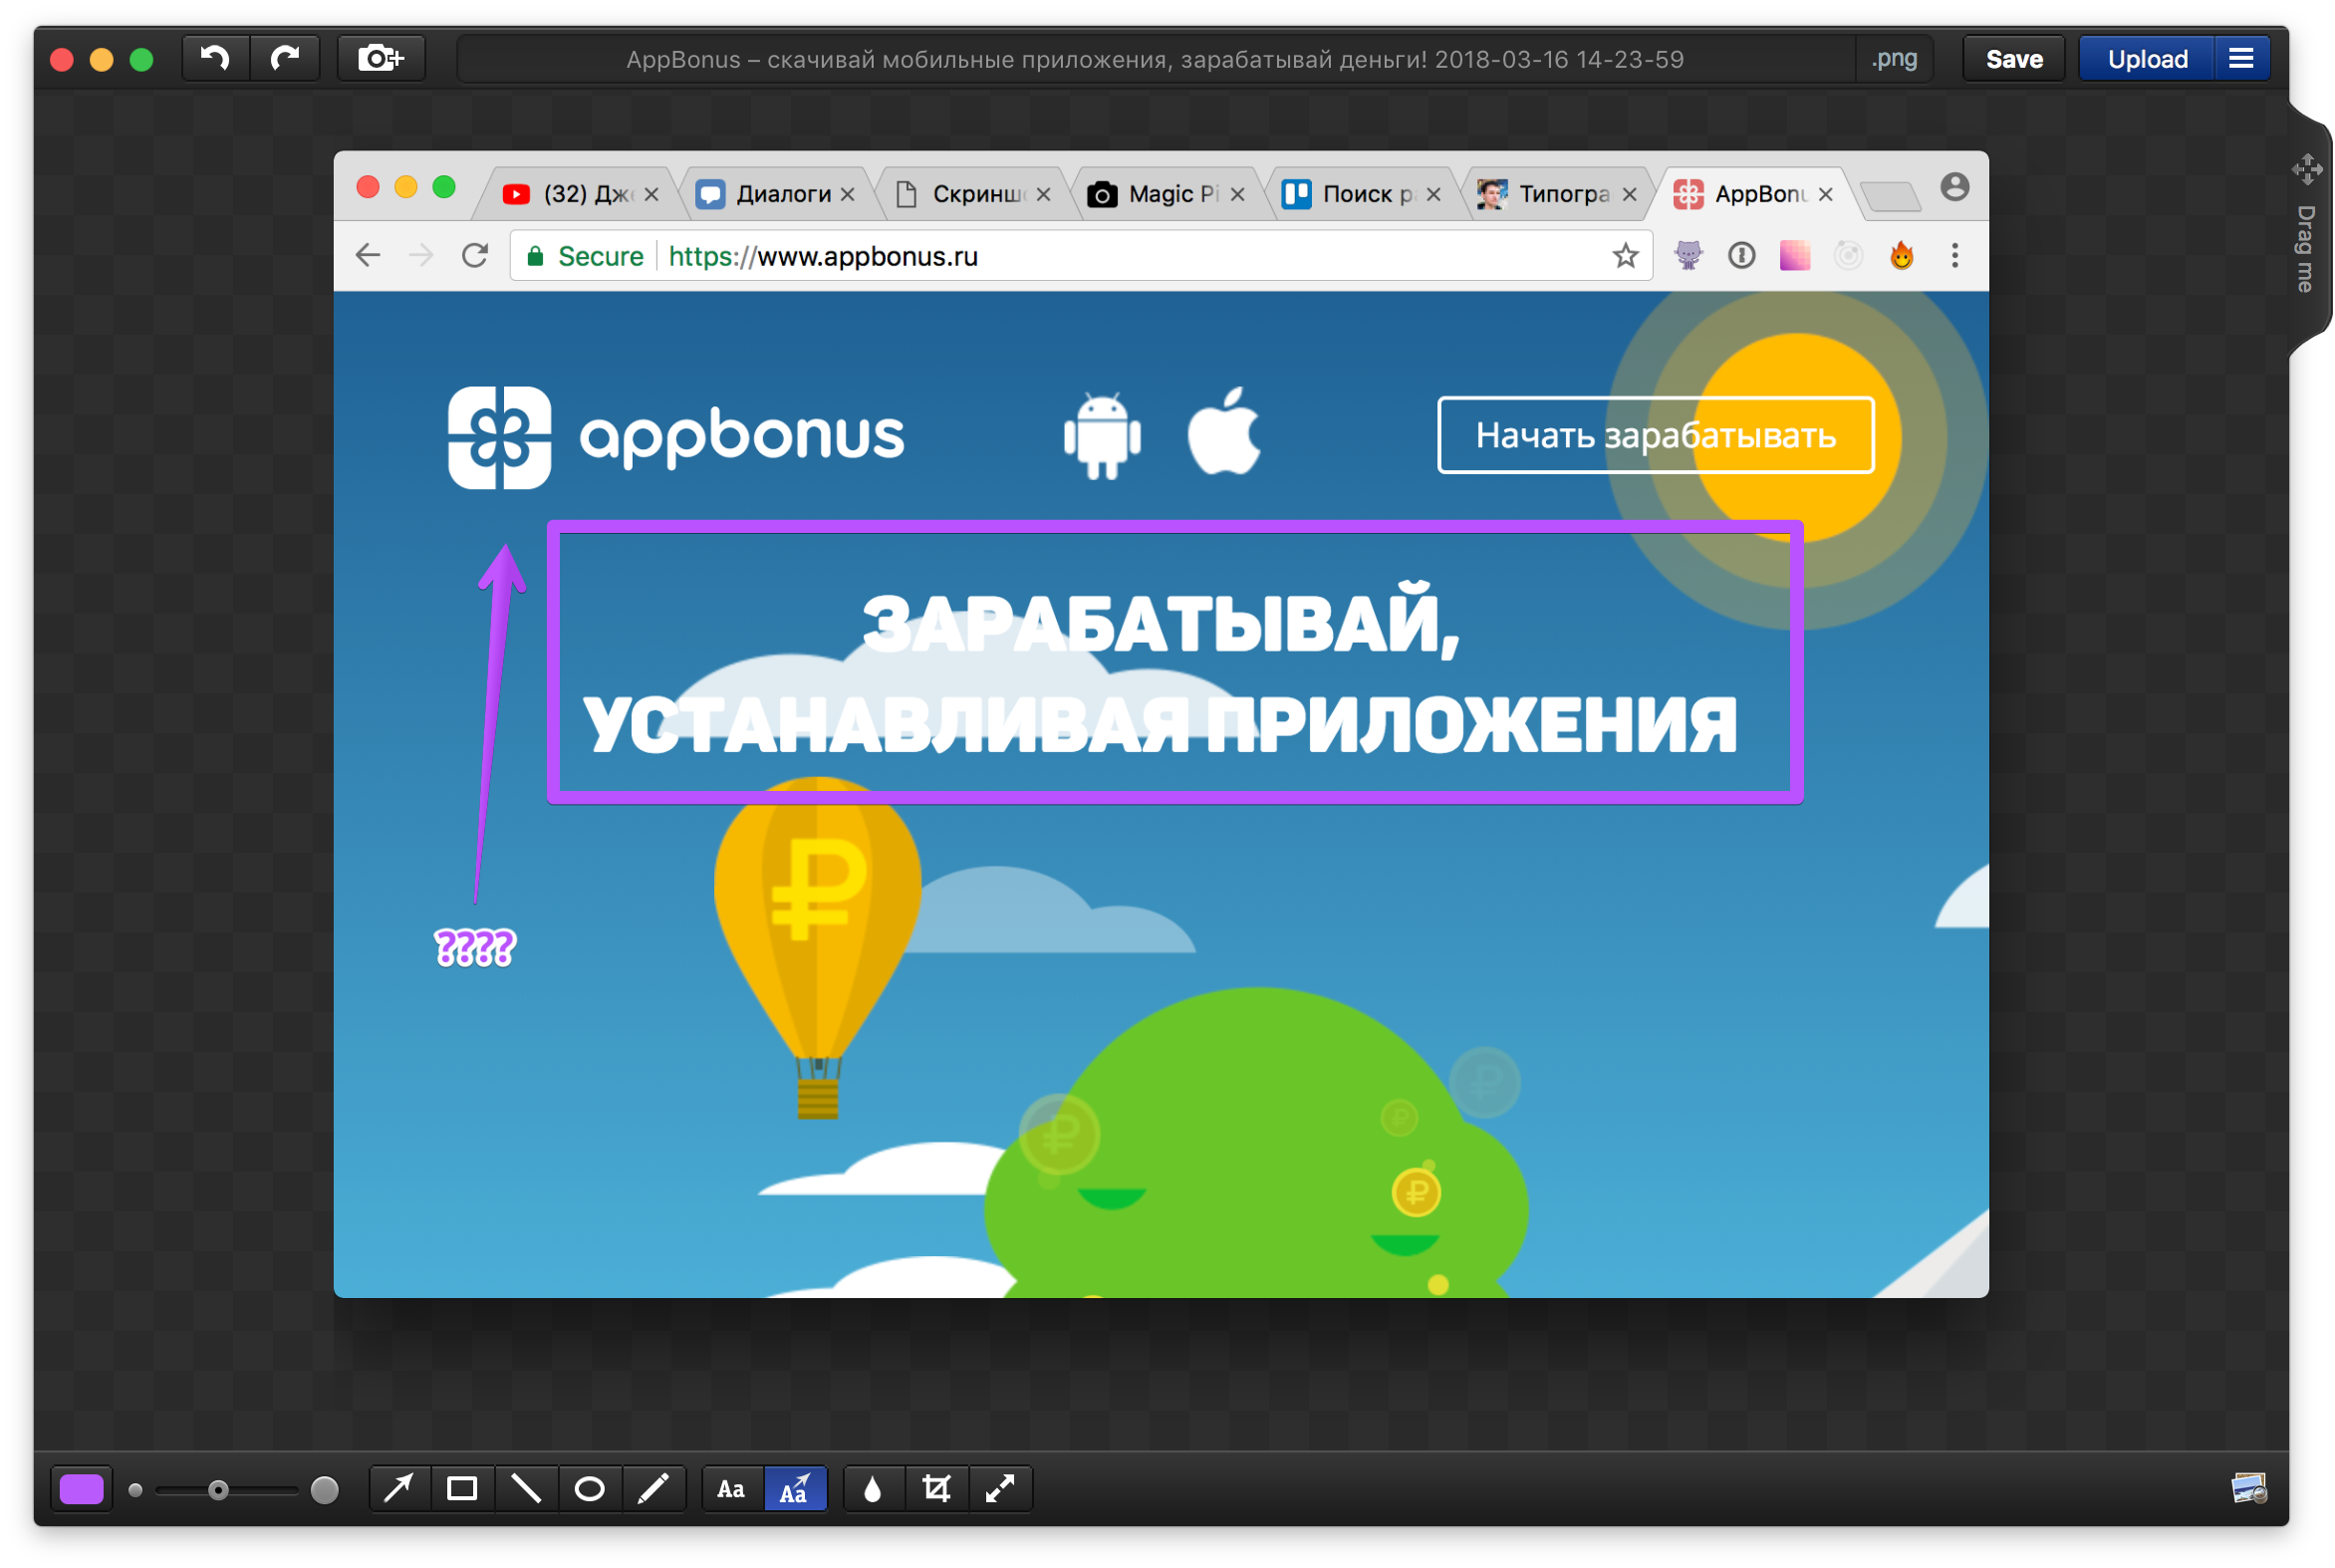 AppBonus – скачивай мобильные приложения, зарабатывай деньги! 2018-03-16 14-23-59
.png
Save
Upload
Drag me
(32) Дж
Диалоги
Скринш
Magic Pi
Поиск р
Типогра
AppBonu
Secure
https://www.appbonus.ru
appbonus
Начать зарабатывать
ЗАРАБАТЫВАЙ,
УСТАНАВЛИВАЯ ПРИЛОЖЕНИЯ
₽
????
₽
₽
₽
₽
Aa
Aa